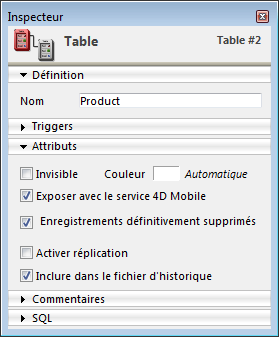 Inspecteur
Table Table #2
Définition
Nom Product
Triggers
Attributs
Invisible Couleur Automatique
Exposer avec le service 4D Mobile
Enregistrements définitivement supprimés
Activer réplication
Inclure dans le fichier d'historique
Commentaires
SQL